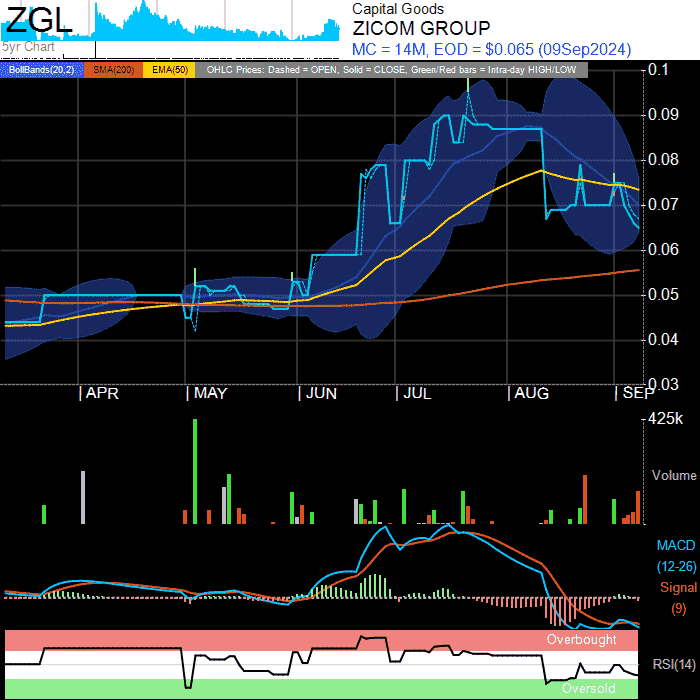 ZGL
5yr Chart
Capital Goods
ZICOM GROUP
MC = 14M, EOD = $0.065 (09Sep2024)
BollBands(20,2) SMA(200) EMA(50) OHLC Prices: Dashed = OPEN, Solid = CLOSE, Green/Red bars = Intra-day HIGH/LOW
0.1
0.09
0.08
0.07
0.06
0.05
0.04
0.03
| APR | MAY | JUN | JUL | AUG | SEP
425k
Volume
MACD
(12-26)
Signal
(9)
Overbought
RSI(14)
Oversold